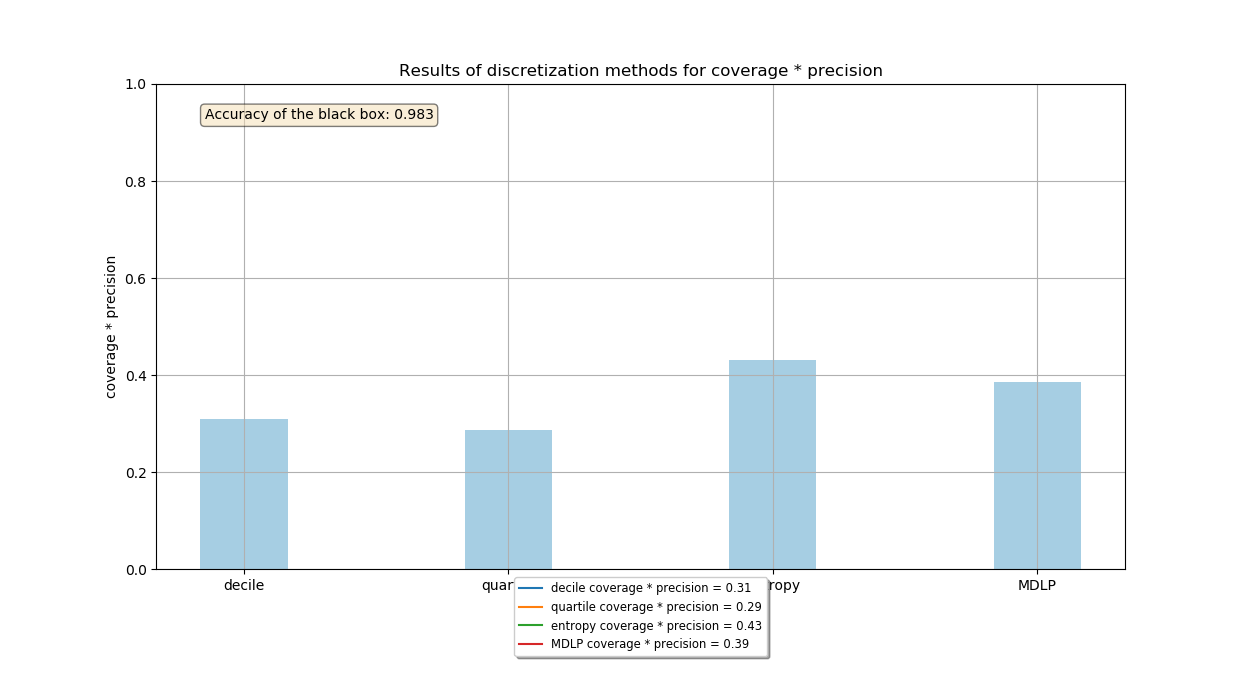 Results of discretization methods for coverage * precision
Accuracy of the black box: 0.983
coverage * precision
1.0
0.8
0.6
0.4
0.2
0.0
decile
quar
ropy
MDLP
decile coverage * precision = 0.31
quartile coverage * precision = 0.29
entropy coverage * precision = 0.43
MDLP coverage * precision = 0.39